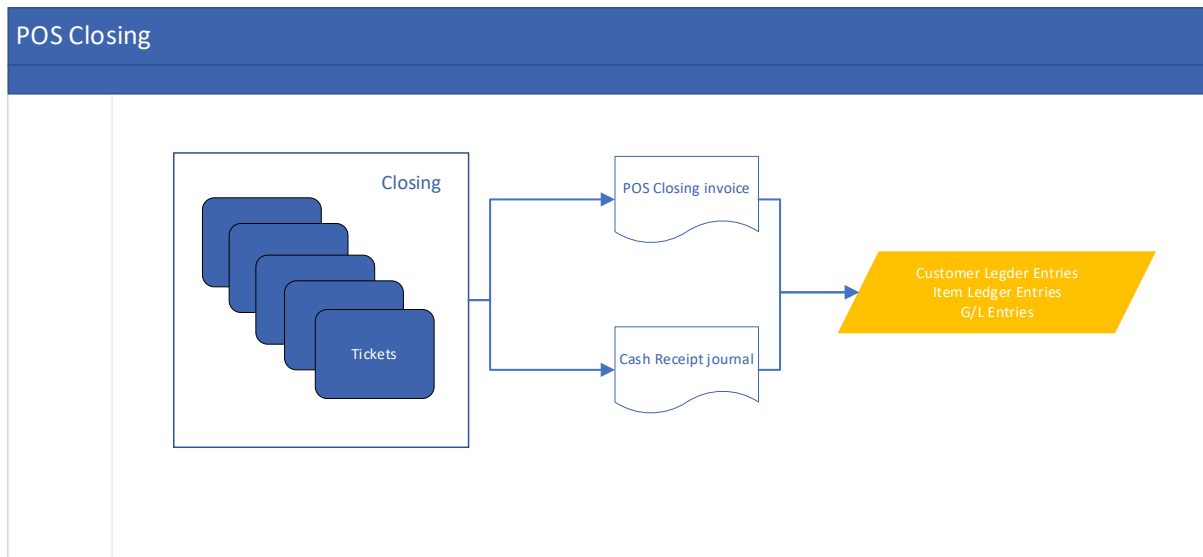 POS Closing
Closing
Tickets
POS Closing invoice
Cash Receipt journal
Customer Legder Entries
Item Ledger Entries
G/L Entries